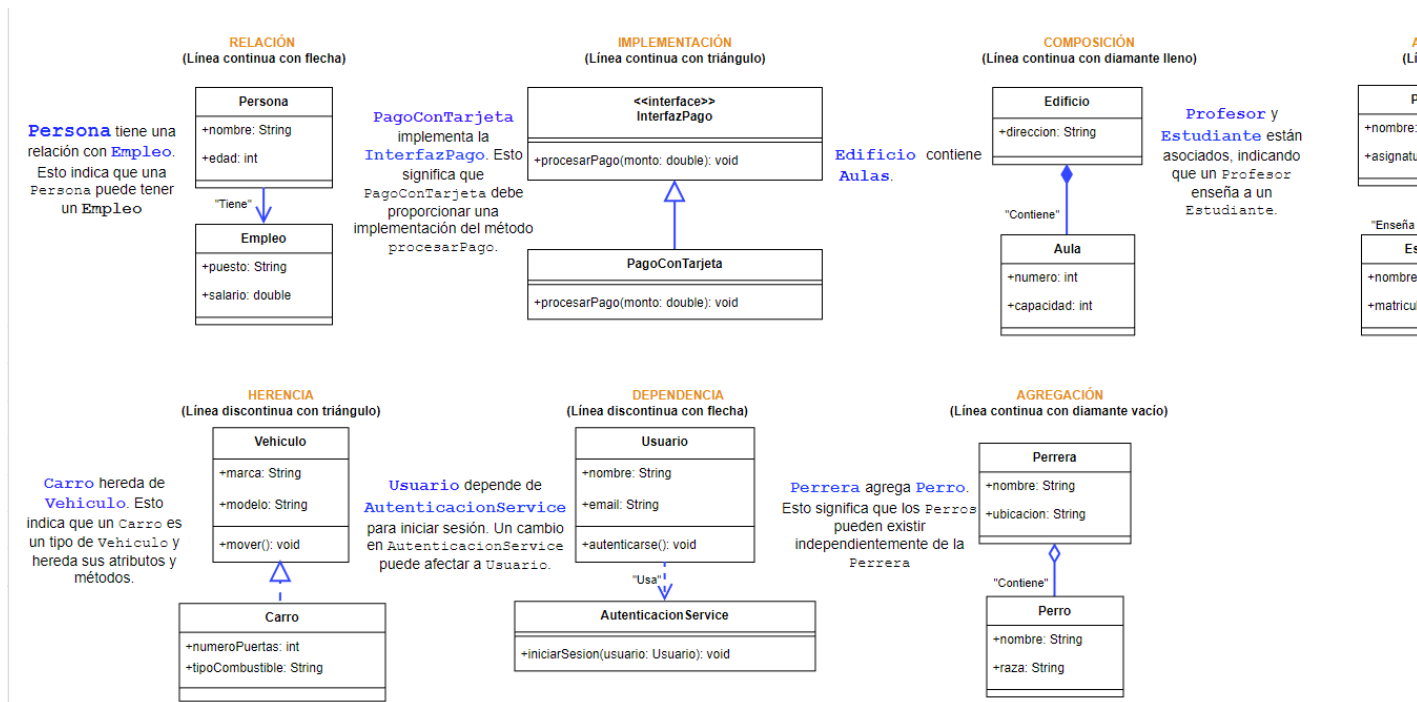 RELACIÓN
(Línea continua con flecha)
Persona
+nombre: String
+edad: int
Persona tiene una
relación con Empleo.
Esto indica que una
Persona puede tener
un Empleo
"Tiene"
Empleo
+puesto: String
+salario: double
IMPLEMENTACIÓN
(Línea continua con triángulo)
<<interface>>
InterfazPago
+procesarPago(monto: double): void
PagoConTarjeta
implementa la
InterfazPago. Esto
significa que
PagoConTarjeta debe
proporcionar una
implementación del método
procesarPago.
PagoConTarjeta
+procesarPago(monto: double): void
COMPOSICIÓN
(Línea continua con diamante lleno)
Edificio
+direccion: String
Edificio contiene
Aulas.
"Contiene"
Aula
+numero: int
+capacidad: int
Profesor y
Estudiante están
asociados, indicando
que un Profesor
enseña a un
Estudiante.
+nombre:
"Enseña
HERENCIA
(Línea discontinua con triángulo)
Vehiculo
+marca: String
+modelo: String
+mover(): void
Carro hereda de
Vehiculo. Esto
indica que un Carro es
un tipo de Vehiculo y
hereda sus atributos y
métodos.
Carro
+numeroPuertas: int
+tipoCombustible: String
DEPENDENCIA
(Línea discontinua con flecha)
Usuario
+nombre: String
+email: String
+autenticarse(): void
Usuario depende de
AutenticacionService
para iniciar sesión. Un cambio
en AutenticacionService
puede afectar a Usuario.
"Usa"
AutenticacionService
+iniciarSesion(usuario: Usuario): void
AGREGACIÓN
(Línea continua con diamante vacío)
Perrera
+nombre: String
+ubicacion: String
Perrera agrega Perro.
Esto significa que los Perros
pueden existir
independientemente de la
Perrera
"Contiene"
Perro
+nombre: String
+raza: String